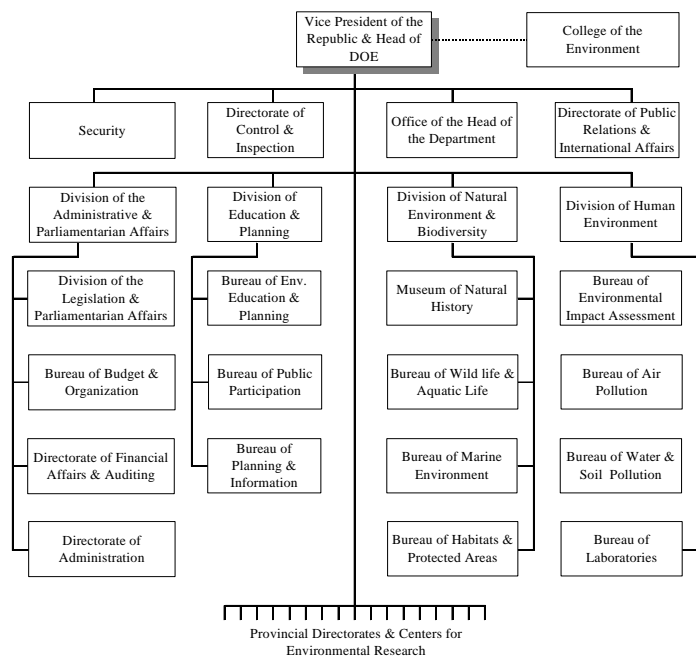 Vice President of the
Republic & Head of
DOE
College of the
Environment
Security
Directorate of
Control &
Inspection
Office of the Head of
the Department
Directorate of Public
Relations &
International Affairs
Division of the
Administrative &
Parliamentarian Affairs
Division of
Education &
Planning
Division of Natural
Environment &
Biodiversity
Division of Human
Environment
Division of the
Legislation &
Parliamentarian Affairs
Bureau of Env.
Education &
Planning
Museum of Natural
History
Bureau of
Environmental
Impact Assessment
Bureau of Budget &
Organization
Bureau of Public
Participation
Bureau of Wild life &
Aquatic Life
Bureau of Air
Pollution
Directorate of Financial
Affairs & Auditing
Bureau of
Planning &
Information
Bureau of Marine
Environment
Bureau of Water &
Soil Pollution
Directorate of
Administration
Bureau of Habitats &
Protected Areas
Bureau of
Laboratories
Provincial Directorates & Centers for
Environmental Research